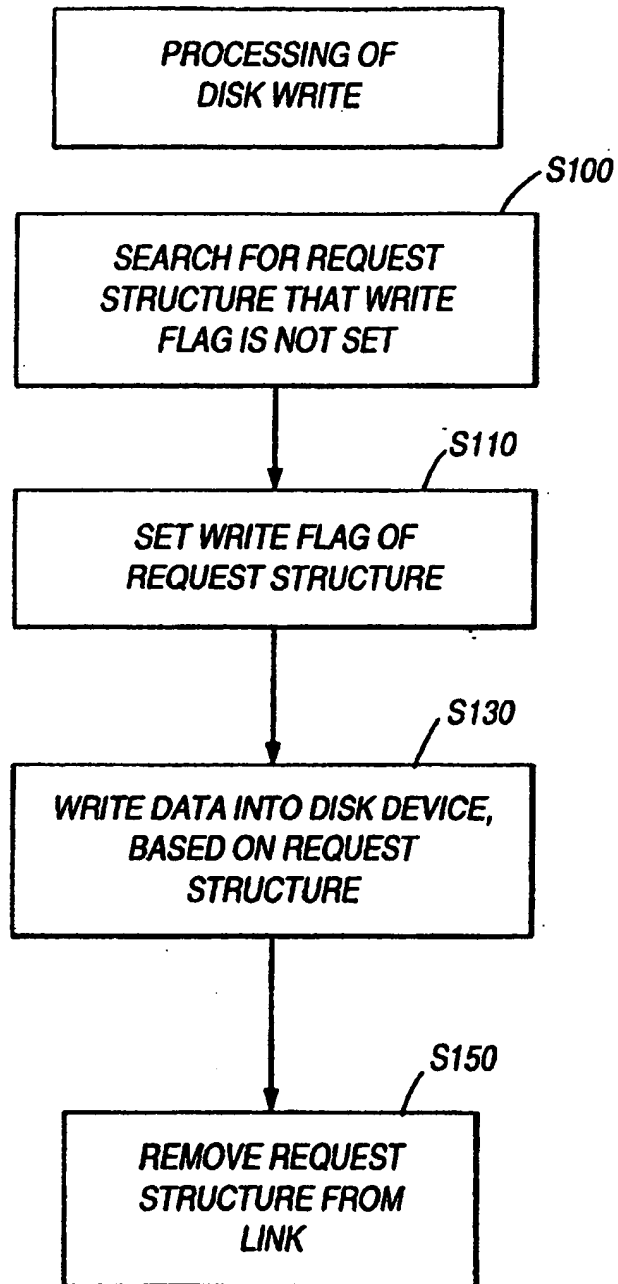 PROCESSING OF
DISK WRITE
S100
SEARCH FOR REQUEST
STRUCTURE THAT WRITE
FLAG IS NOT SET
S110
SET WRITE FLAG OF
REQUEST STRUCTURE
S130
WRITE DATA INTO DISK DEVICE,
BASED ON REQUEST
STRUCTURE
S150
REMOVE REQUEST
STRUCTURE FROM
LINK